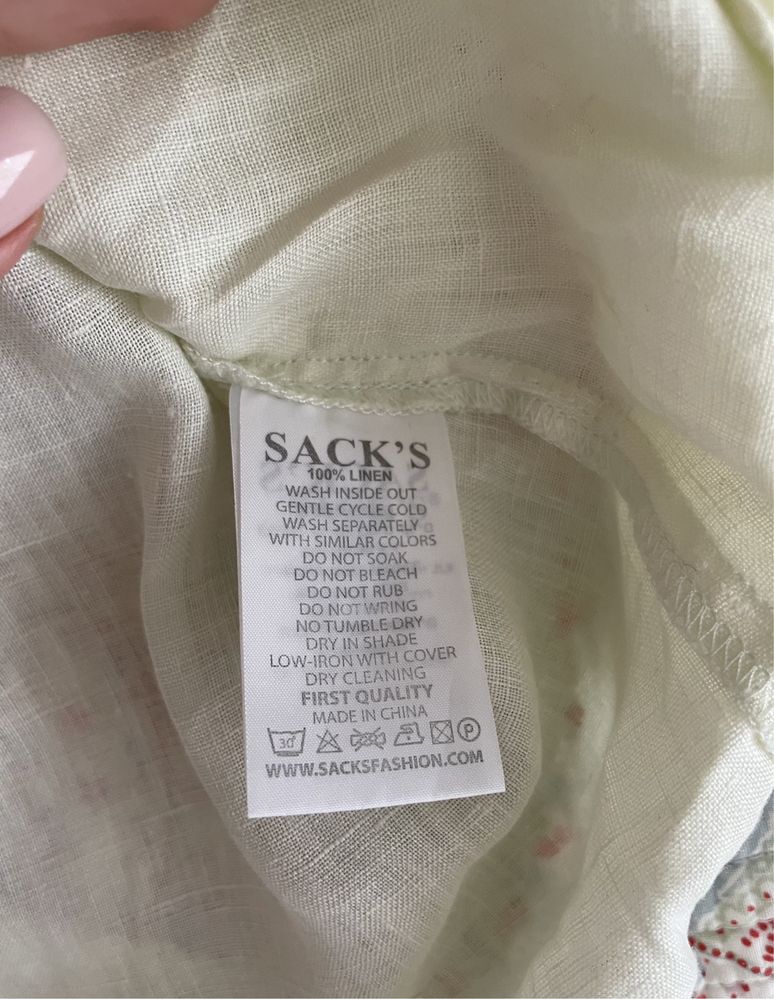 SACK'S
100% LINEN
WASH INSIDE OUT
GENTLE CYCLE COLD
WASH SEPARATELY
WITH SIMILAR COLORS
DO NOT SOAK
DO NOT BLEACH
DO NOT RUB
DO NOT WRING
NO TUMBLE DRY
DRY IN SHADE
LOW-IRON WITH COVER
DRY CLEANING
FIRST QUALITY
MADE IN CHINA
30 P
WWW.SACKSFASHION.COM